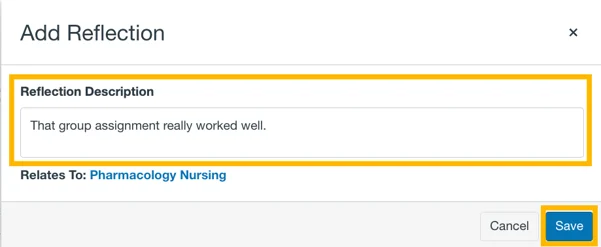 Add Reflection
×
Reflection Description
That group assignment really worked well.
Relates To: Pharmacology Nursing
Cancel Save